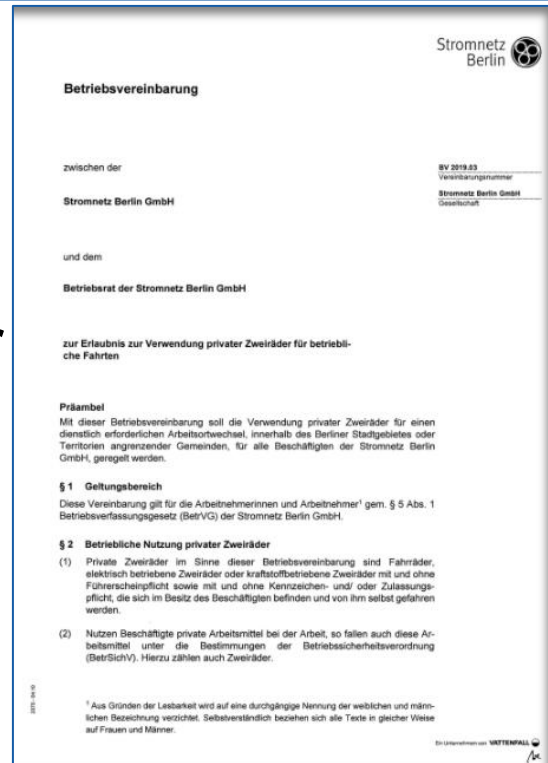 Stromnetz
Berlin
Betriebsvereinbarung
zwischen der
BV 2019.03
Vereinbarungsnummer
Stromnetz Berlin GmbH
Stromnetz Berlin GmbH
Gesellschaft
und dem
Betriebsrat der Stromnetz Berlin GmbH
zur Erlaubnis zur Verwendung privater Zweiräder für betriebli-
che Fahrten
Präambel
Mit dieser Betriebsvereinbarung soll die Verwendung privater Zweiräder für einen
dienstlich erforderlichen Arbeitsortwechsel, innerhalb des Berliner Stadtgebietes oder
Territorien angrenzender Gemeinden, für alle Beschäftigten der Stromnetz Berlin
GmbH, geregelt werden.
§ 1 Geltungsbereich
Diese Vereinbarung gilt für die Arbeitnehmerinnen und Arbeitnehmer¹ gem. § 5 Abs. 1
Betriebsverfassungsgesetz (BetrVG) der Stromnetz Berlin GmbH.
§ 2 Betriebliche Nutzung privater Zweiräder
(1) Private Zweiräder im Sinne dieser Betriebsvereinbarung sind Fahrräder,
elektrisch betriebene Zweiräder oder kraftstoffbetriebene Zweiräder mit und ohne
Führerscheinpflicht sowie mit und ohne Kennzeichen- und/ oder Zulassungs-
pflicht, die sich im Besitz des Beschäftigten befinden und von ihm selbst gefahren
werden.
(2) Nutzen Beschäftigte private Arbeitsmittel bei der Arbeit, so fallen auch diese Ar-
beitsmittel unter die Bestimmungen der Betriebssicherheitsverordnung
(BetrSichV). Hierzu zählen auch Zweiräder.
¹ Aus Gründen der Lesbarkeit wird auf eine durchgängige Nennung der weiblichen und männ-
lichen Bezeichnung verzichtet. Selbstverständlich beziehen sich alle Texte in gleicher Weise
auf Frauen und Männer.
Ein Unternehmen von VATTENFALL